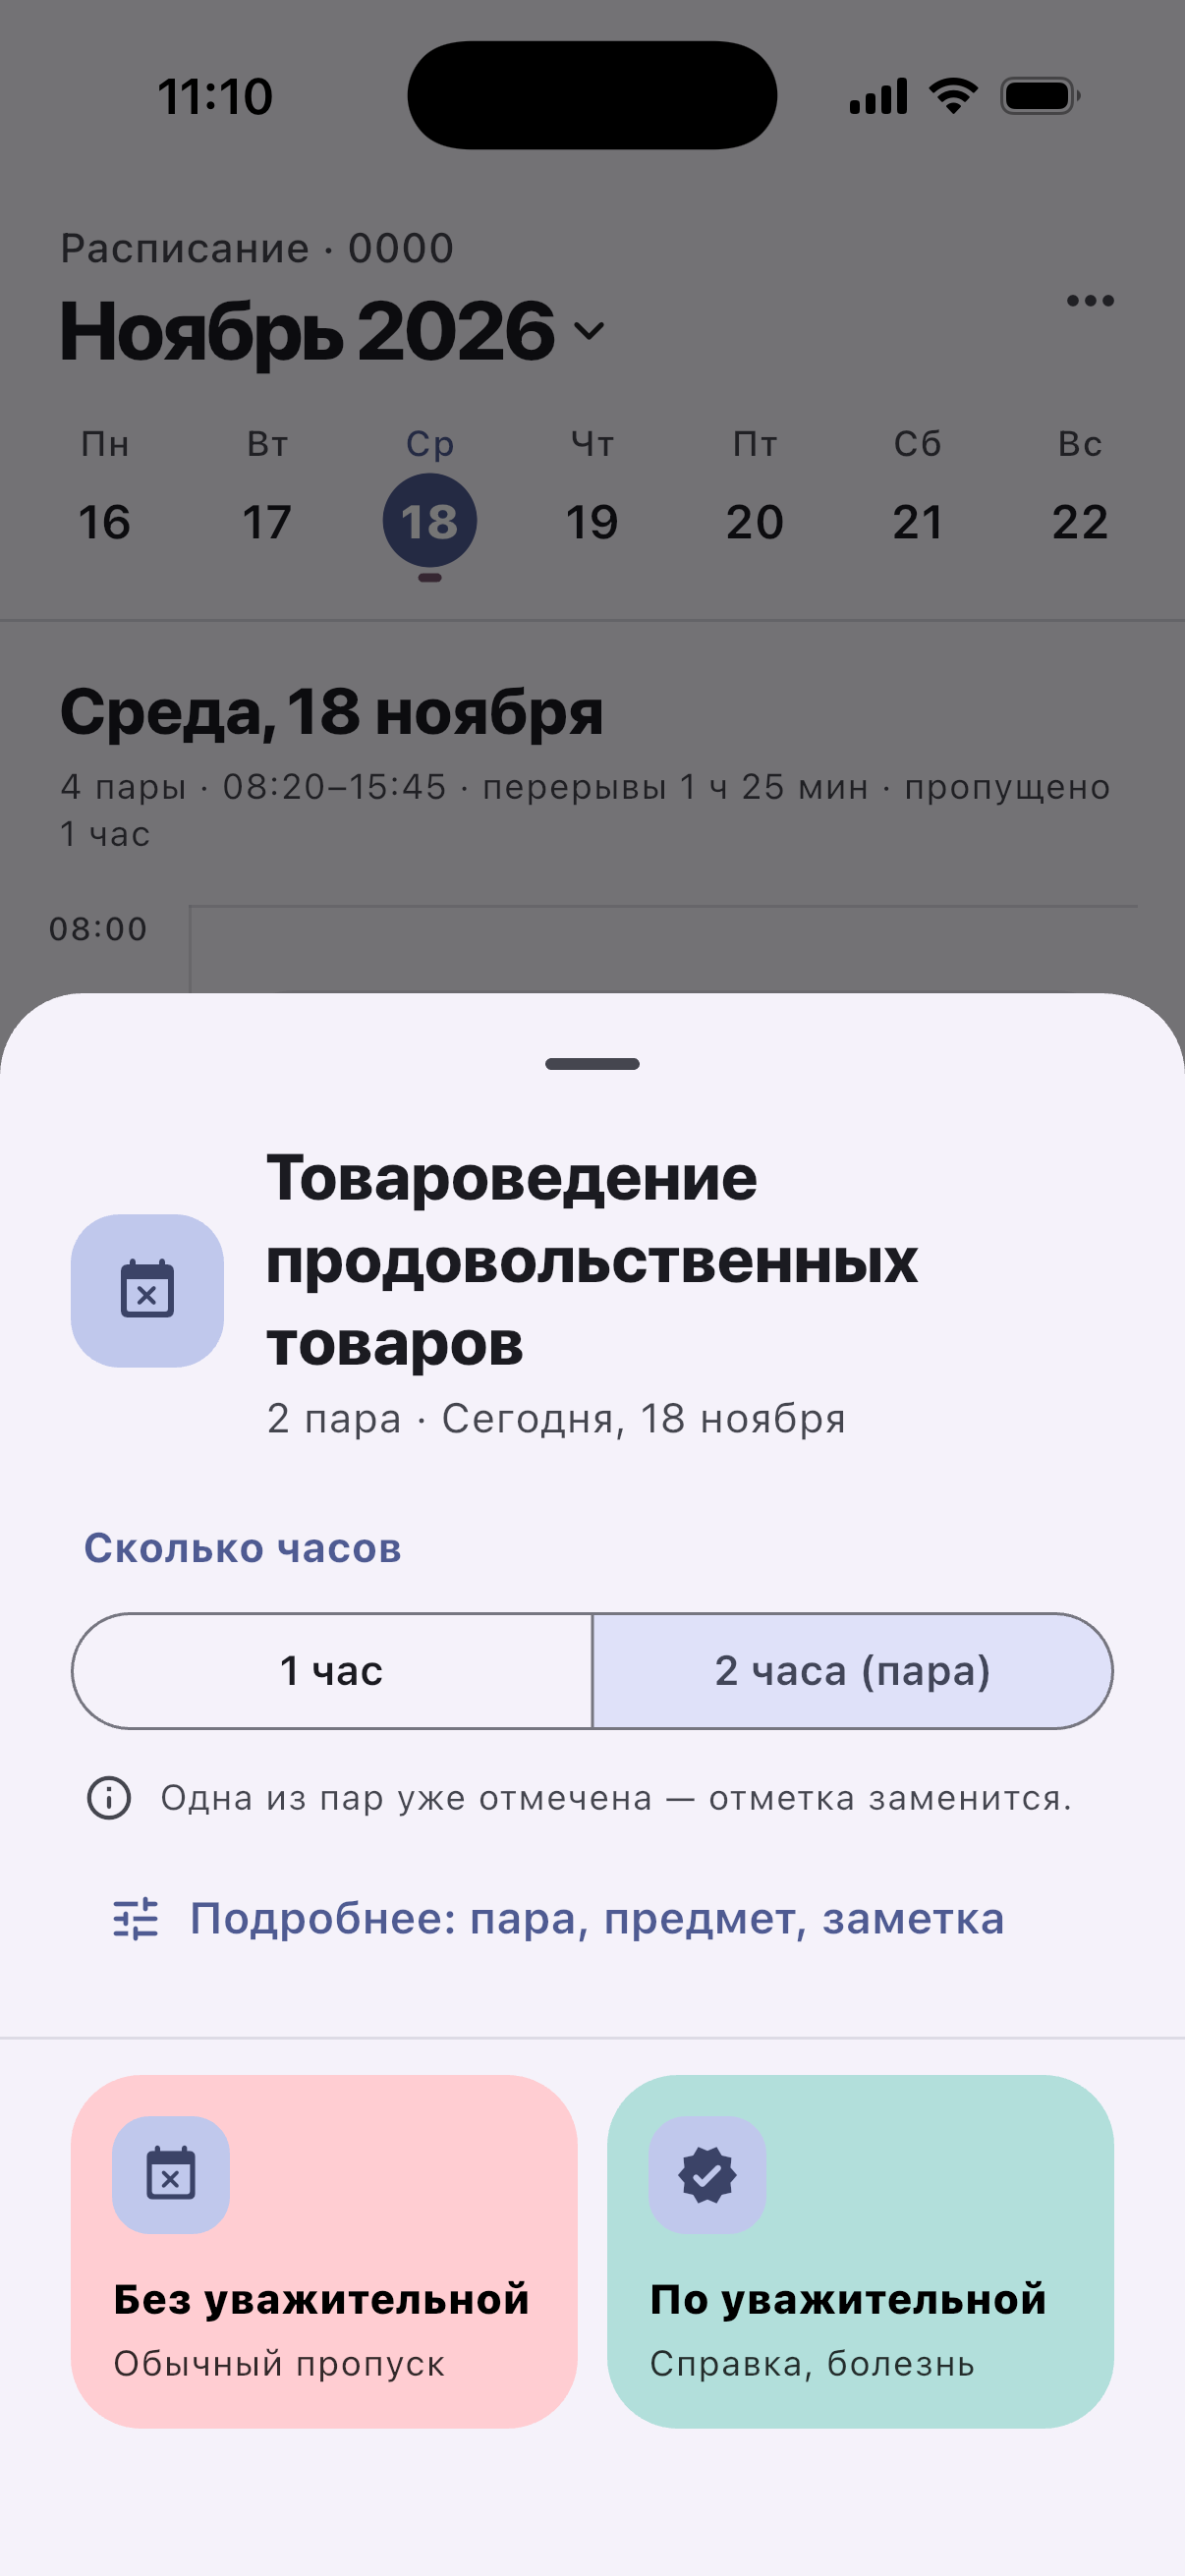 11:10
Расписание · 0000
Ноябрь 2026
Пн Вт Ср Чт Пт Сб Вс
16 17 18 19 20 21 22
Среда, 18 ноября
4 пары · 08:20–15:45 · перерывы 1 ч 25 мин · пропущено
1 час
08:00
Товароведение
продовольственных
товаров
2 пара · Сегодня, 18 ноября
Сколько часов
1 час
2 часа (пара)
Одна из пар уже отмечена — отметка заменится.
Подробнее: пара, предмет, заметка
Без уважительной
Обычный пропуск
По уважительной
Справка, болезнь